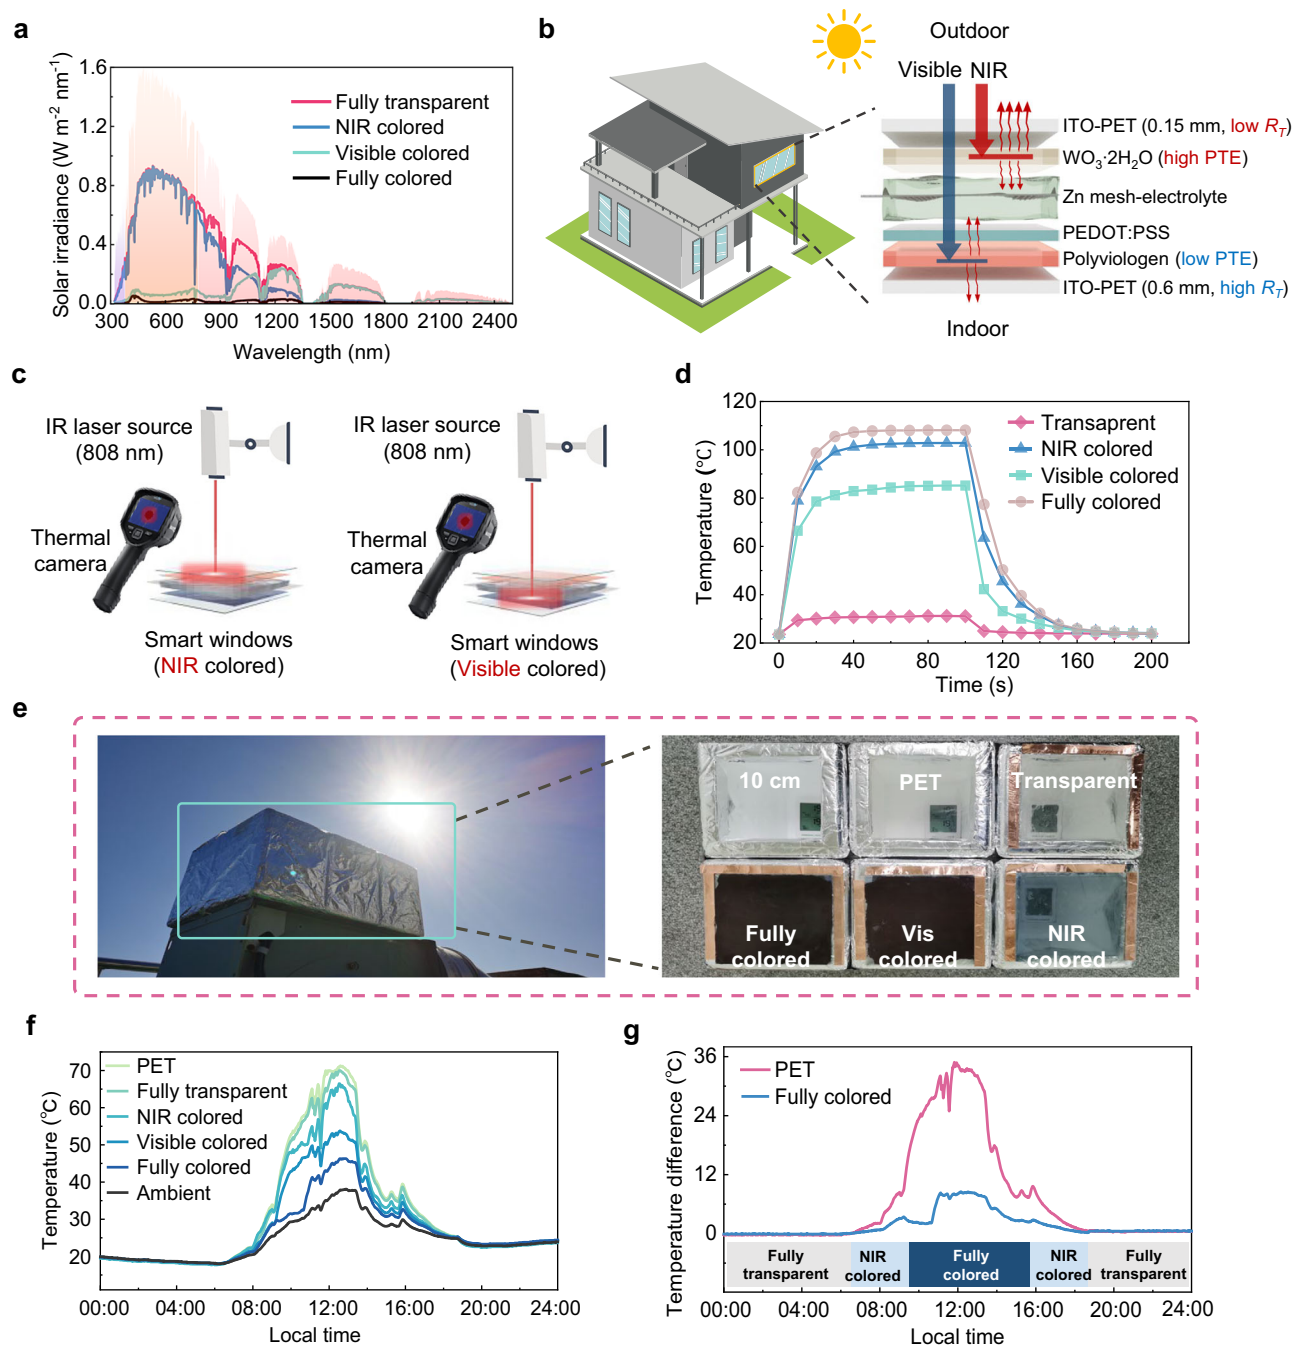 a
Solar irradiance (W m⁻² nm⁻¹)
1.6
1.2
0.8
0.4
0.0
Fully transparent
NIR colored
Visible colored
Fully colored
300 600 900 1200 1500 1800 2100 2400
Wavelength (nm)
b
Outdoor
Visible NIR
ITO-PET (0.15 mm, low R_T)
WO₃·2H₂O (high PTE)
Zn mesh-electrolyte
PEDOT:PSS
Polyviologen (low PTE)
ITO-PET (0.6 mm, high R_T)
Indoor
c
IR laser source
(808 nm)
Thermal
camera
Smart windows
(NIR colored)
IR laser source
(808 nm)
Thermal
camera
Smart windows
(Visible colored)
d
Temperature (℃)
120
100
80
60
40
20
Transaprent
NIR colored
Visible colored
Fully colored
0 40 80 120 160 200
Time (s)
e
10 cm
PET
Transparent
Fully
colored
Vis
colored
NIR
colored
f
Temperature (℃)
70
60
50
40
30
20
PET
Fully transparent
NIR colored
Visible colored
Fully colored
Ambient
00:00 04:00 08:00 12:00 16:00 20:00 24:00
Local time
g
Temperature difference (℃)
36
24
12
0
PET
Fully colored
Fully
transparent
NIR
colored
Fully
colored
NIR
colored
Fully
transparent
00:00 04:00 08:00 12:00 16:00 20:00 24:00
Local time